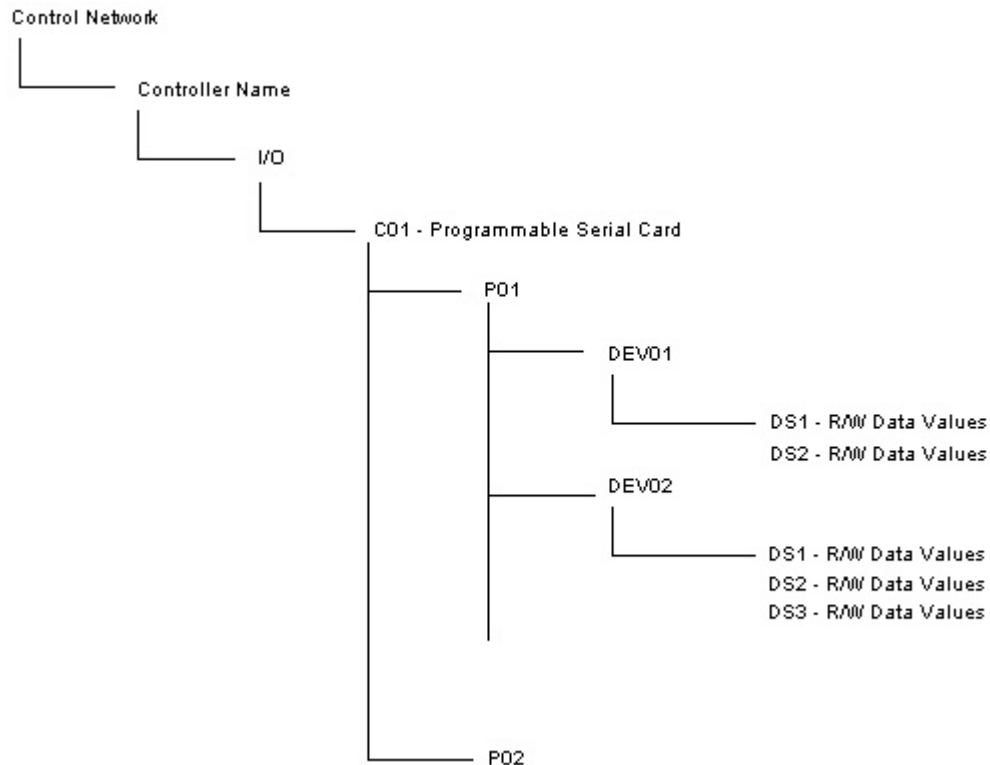 Control Network
Controller Name
I/O
C01 - Programmable Serial Card
P01
DEV01
DS1 - R/W Data Values
DS2 - R/W Data Values
DEV02
DS1 - R/W Data Values
DS2 - R/W Data Values
DS3 - R/W Data Values
P02